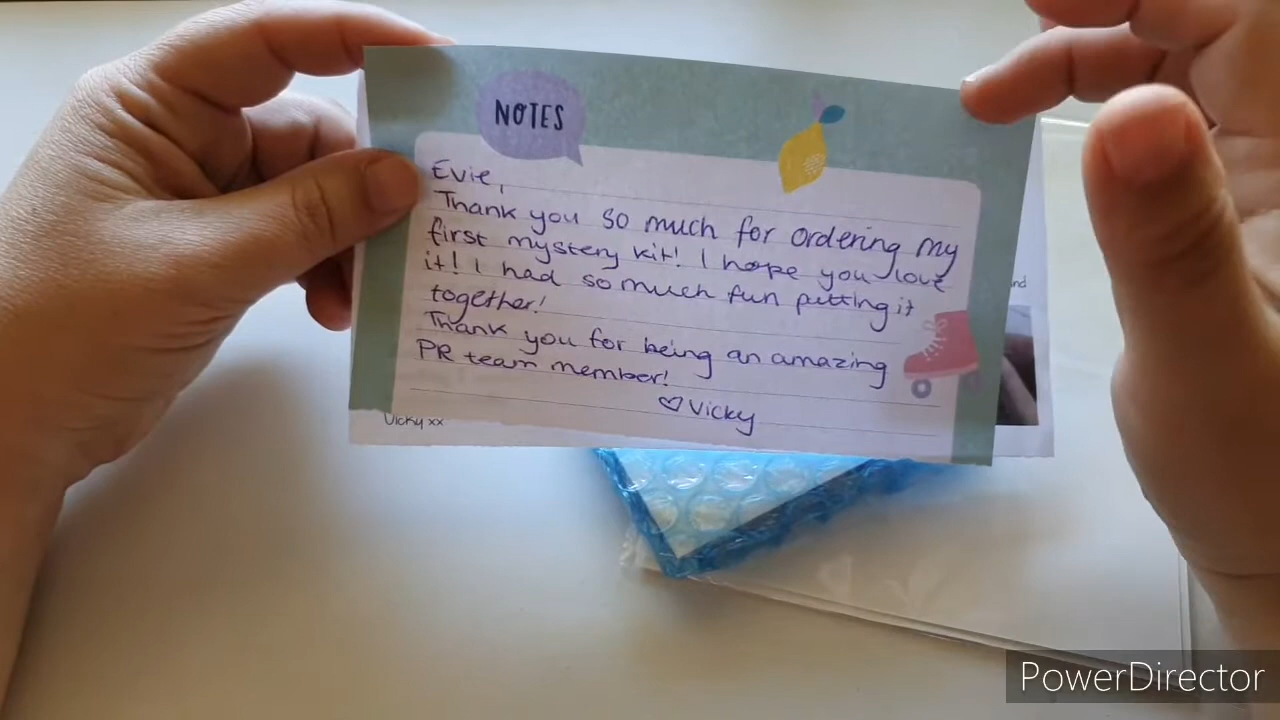 NOTES
Evie,
Thank you so much for ordering my
first mystery kit! I hope you love
it! I had so much fun putting it
together!
Thank you for being an amazing
PR team member!
♡ Vicky
Vicky xx
nd
PowerDirector